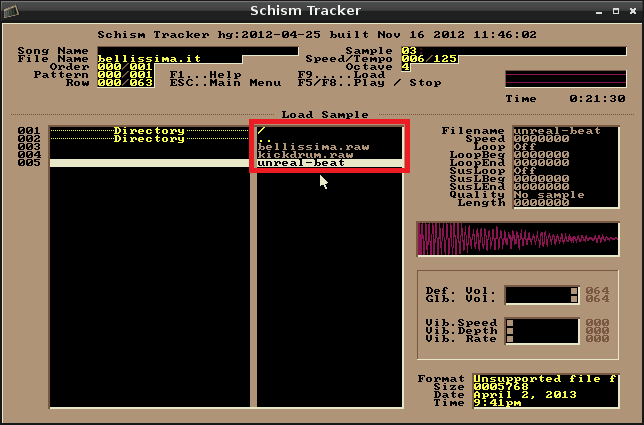 Schism Tracker
Schism Tracker hg:2012-04-25 built Nov 16 2012 11:46:02
Song Name Sample 03
File Name bellissima.it Speed/Tempo 006/125
Order 000/001 Octave 4
Pattern 000/001 F1...Help F9.....Load
Row 000/063 ESC..Main Menu F5/F8..Play / Stop
Time 0:21:30
Load Sample
001 Directory /
002 Directory ..
003 bellissima.raw
004 kickdrum.raw
005 unreal-beat
Filename unreal-beat
Speed 0000000
Loop Off
LoopBeg 0000000
LoopEnd 0000000
SusLoop Off
SusLBeg 0000000
SusLEnd 0000000
Quality No sample
Length 0000000
Def. Vol. 064
Glb. Vol. 064
Vib.Speed 000
Vib.Depth 000
Vib. Rate 000
Format Unsupported file f
Size 0005768
Date April 2, 2013
Time 9:41pm